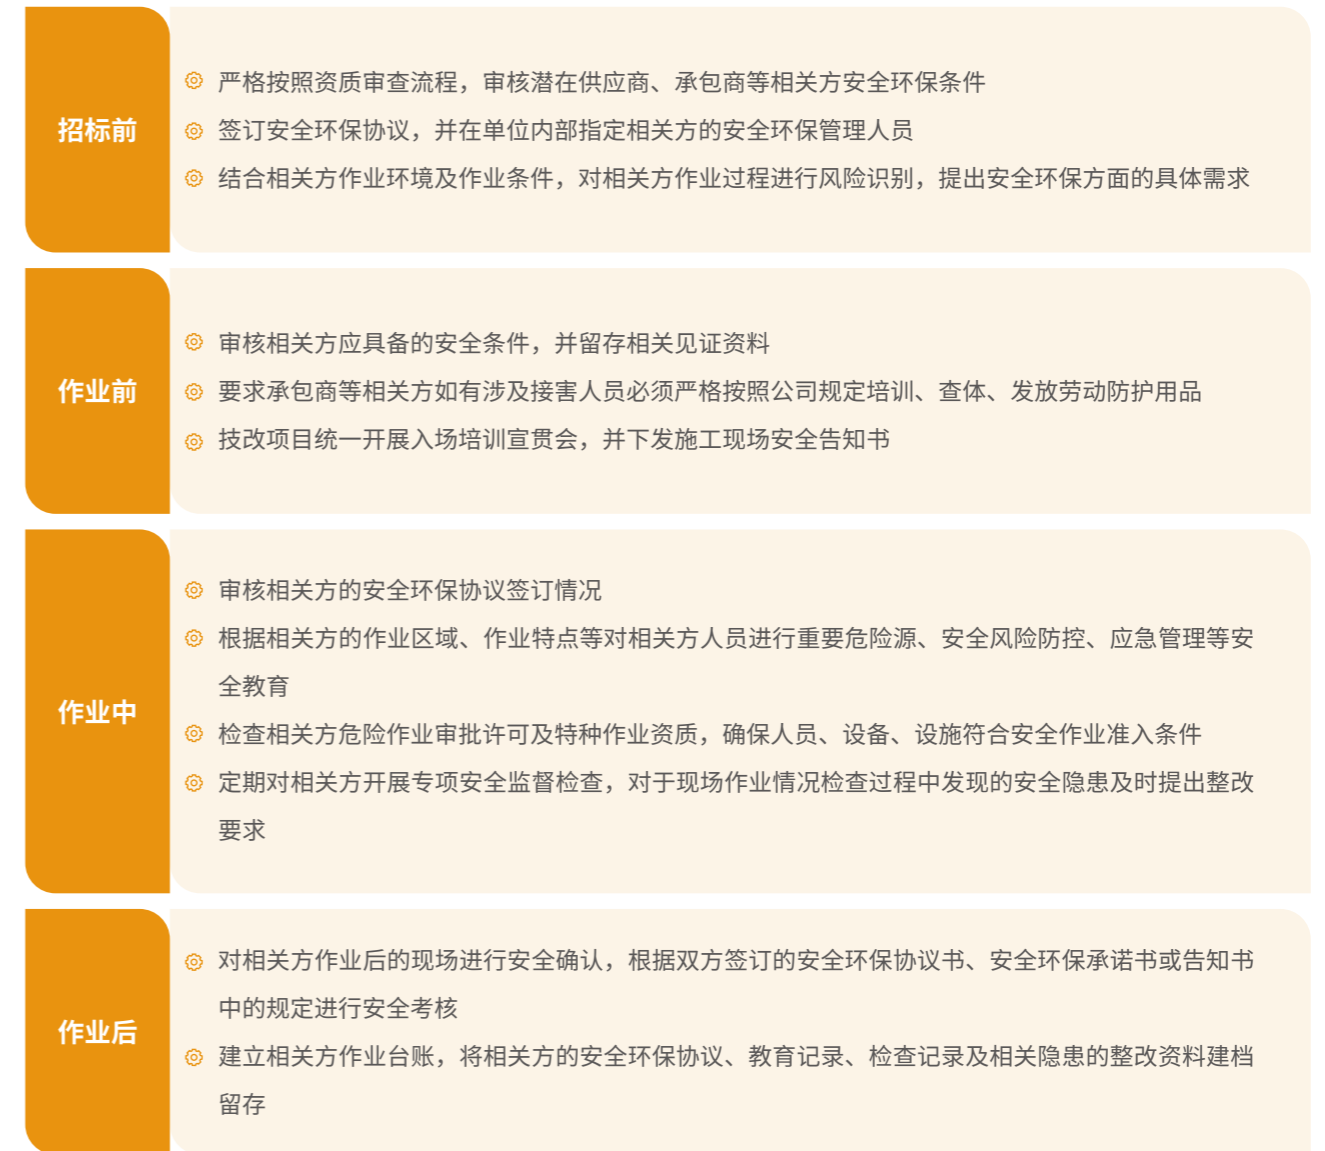 招标前
严格按照资质审查流程，审核潜在供应商、承包商等相关方安全环保条件
签订安全环保协议，并在单位内部指定相关方的安全环保管理人员
结合相关方作业环境及作业条件，对相关方作业过程进行风险识别，提出安全环保方面的具体需求
作业前
审核相关方应具备的安全条件，并留存相关见证资料
要求承包商等相关方如有涉及接害人员必须严格按照公司规定培训、查体、发放劳动防护用品
技改项目统一开展入场培训宣贯会，并下发施工现场安全告知书
作业中
审核相关方的安全环保协议签订情况
根据相关方的作业区域、作业特点等对相关方人员进行重要危险源、安全风险防控、应急管理等安
全教育
检查相关方危险作业审批许可及特种作业资质，确保人员、设备、设施符合安全作业准入条件
定期对相关方开展专项安全监督检查，对于现场作业情况检查过程中发现的安全隐患及时提出整改
要求
作业后
对相关方作业后的现场进行安全确认，根据双方签订的安全环保协议书、安全环保承诺书或告知书
中的规定进行安全考核
建立相关方作业台账，将相关方的安全环保协议、教育记录、检查记录及相关隐患的整改资料建档
留存